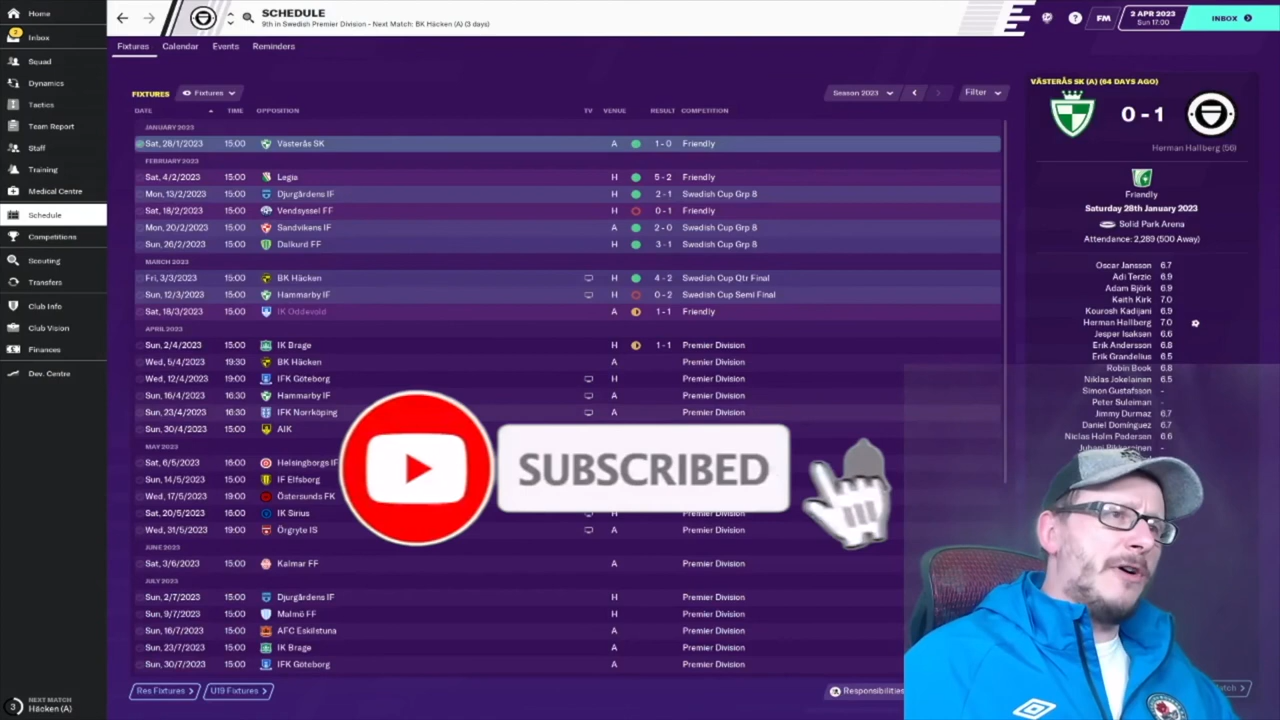 Home
SCHEDULE
9th in Swedish Premier Division - Next Match: BK Häcken (A) (3 days)
FM
2 APR 2023
Sun 17:00
INBOX
2
Inbox
Squad
Dynamics
Tactics
Team Report
Staff
Training
Medical Centre
Schedule
Competitions
Scouting
Transfers
Club Info
Club Vision
Finances
Dev. Centre
3
NEXT MATCH
Häcken (A)
Fixtures Calendar Events Reminders
FIXTURES Fixtures Season 2023 Filter
DATE TIME OPPOSITION TV VENUE RESULT COMPETITION
JANUARY 2023
Sat, 28/1/2023 15:00 Västerås SK A 1 - 0 Friendly
FEBRUARY 2023
Sat, 4/2/2023 15:00 Legia H 5 - 2 Friendly
Mon, 13/2/2023 15:00 Djurgårdens IF H 2 - 1 Swedish Cup Grp 8
Sat, 18/2/2023 15:00 Vendsyssel FF H 0 - 1 Friendly
Mon, 20/2/2023 15:00 Sandvikens IF A 2 - 0 Swedish Cup Grp 8
Sun, 26/2/2023 15:00 Dalkurd FF H 3 - 1 Swedish Cup Grp 8
MARCH 2023
Fri, 3/3/2023 15:00 BK Häcken H 4 - 2 Swedish Cup Qtr Final
Sun, 12/3/2023 15:00 Hammarby IF H 0 - 2 Swedish Cup Semi Final
Sat, 18/3/2023 15:00 IK Oddevold A 1 - 1 Friendly
APRIL 2023
Sun, 2/4/2023 15:00 IK Brage H 1 - 1 Premier Division
Wed, 5/4/2023 19:30 BK Häcken A Premier Division
Wed, 12/4/2023 19:00 IFK Göteborg H Premier Division
Sun, 16/4/2023 16:30 Hammarby IF A Premier Division
Sun, 23/4/2023 16:30 IFK Norrköping A Premier Division
Sun, 30/4/2023 15:00 AIK
MAY 2023
Sat, 6/5/2023 16:00 Helsingborgs IF
Sun, 14/5/2023 15:00 IF Elfsborg
Wed, 17/5/2023 19:00 Östersunds FK
Sat, 20/5/2023 15:00 IK Sirius H Premier Division
Wed, 31/5/2023 19:00 Örgryte IS A Premier Division
JUNE 2023
Sat, 3/6/2023 15:00 Kalmar FF A Premier Division
JULY 2023
Sun, 2/7/2023 15:00 Djurgårdens IF H Premier Division
Sun, 9/7/2023 15:00 Malmö FF H Premier Division
Sun, 16/7/2023 15:00 AFC Eskilstuna A Premier Division
Sun, 23/7/2023 15:00 IK Brage A Premier Division
Sun, 30/7/2023 15:00 IFK Göteborg A Premier Division
Res Fixtures U19 Fixtures Responsibilities
SUBSCRIBED
VÄSTERÅS SK (A) (64 DAYS AGO)
0 - 1
Herman Hallberg (56)
Friendly
Saturday 28th January 2023
Solid Park Arena
Attendance: 2,289 (500 Away)
Oscar Jansson 6.7
Adi Terzic 6.9
Adam Björk 6.9
Keith Kirk 7.0
Kourosh Kadijani 6.9
Herman Hallberg 7.0
Jesper Isaksen 6.6
Erik Andersson 6.8
Erik Grandelius 6.5
Robin Book 6.8
Niklas Jokelainen 6.5
Simon Gustafsson -
Peter Suleiman -
Jimmy Durmaz 6.7
Daniel Domínguez 6.7
Niclas Holm Pedersen 6.6